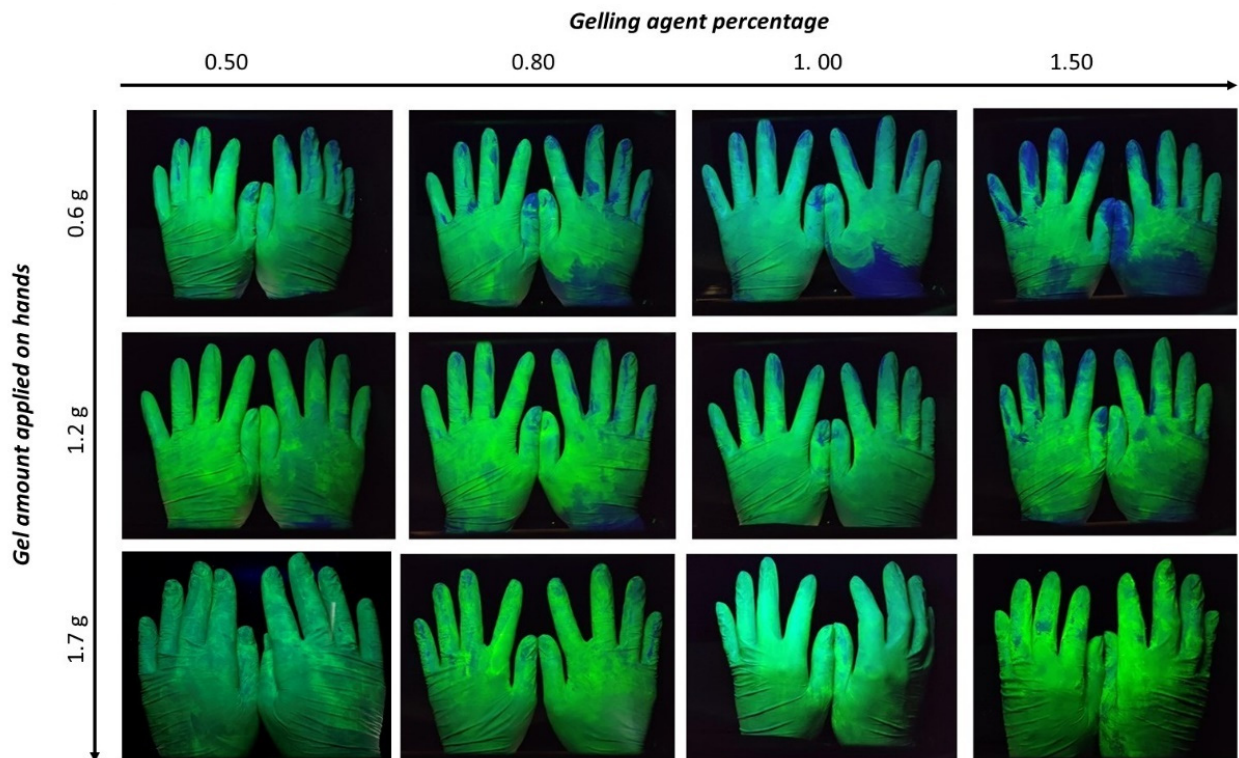 Gelling agent percentage
0.50 0.80 1. 00 1.50
Gel amount applied on hands
0.6 g
1.2 g
1.7 g